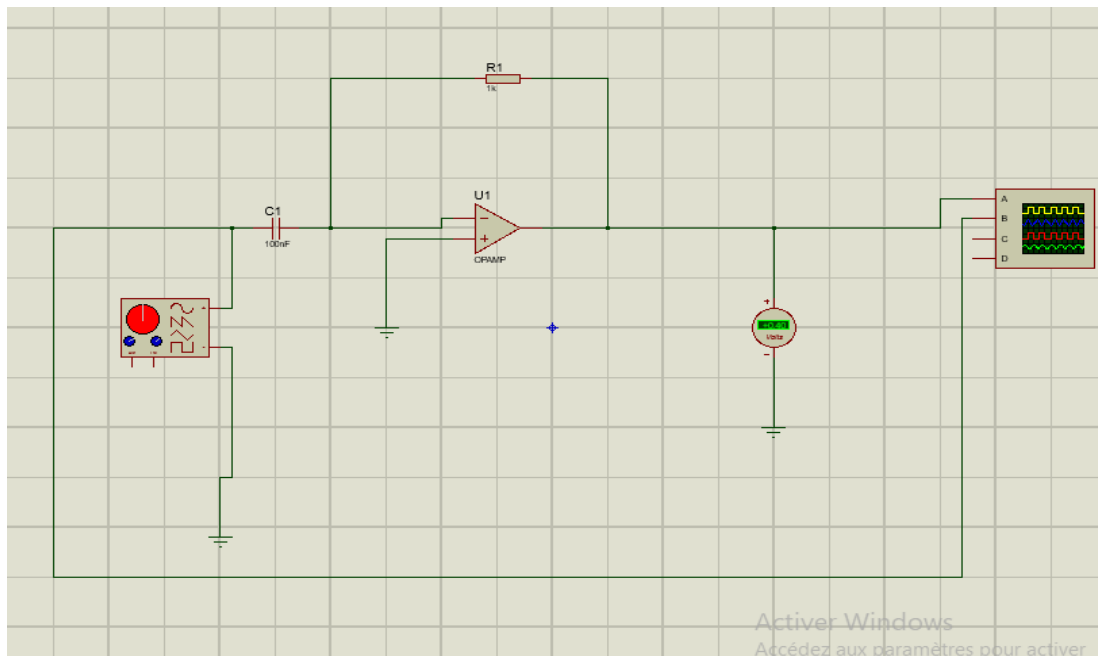 R1
1k
U1
C1
100nF
OPAMP
A
B
C
D
+
−
Volts
Activer Windows
Accédez aux paramètres pour activer